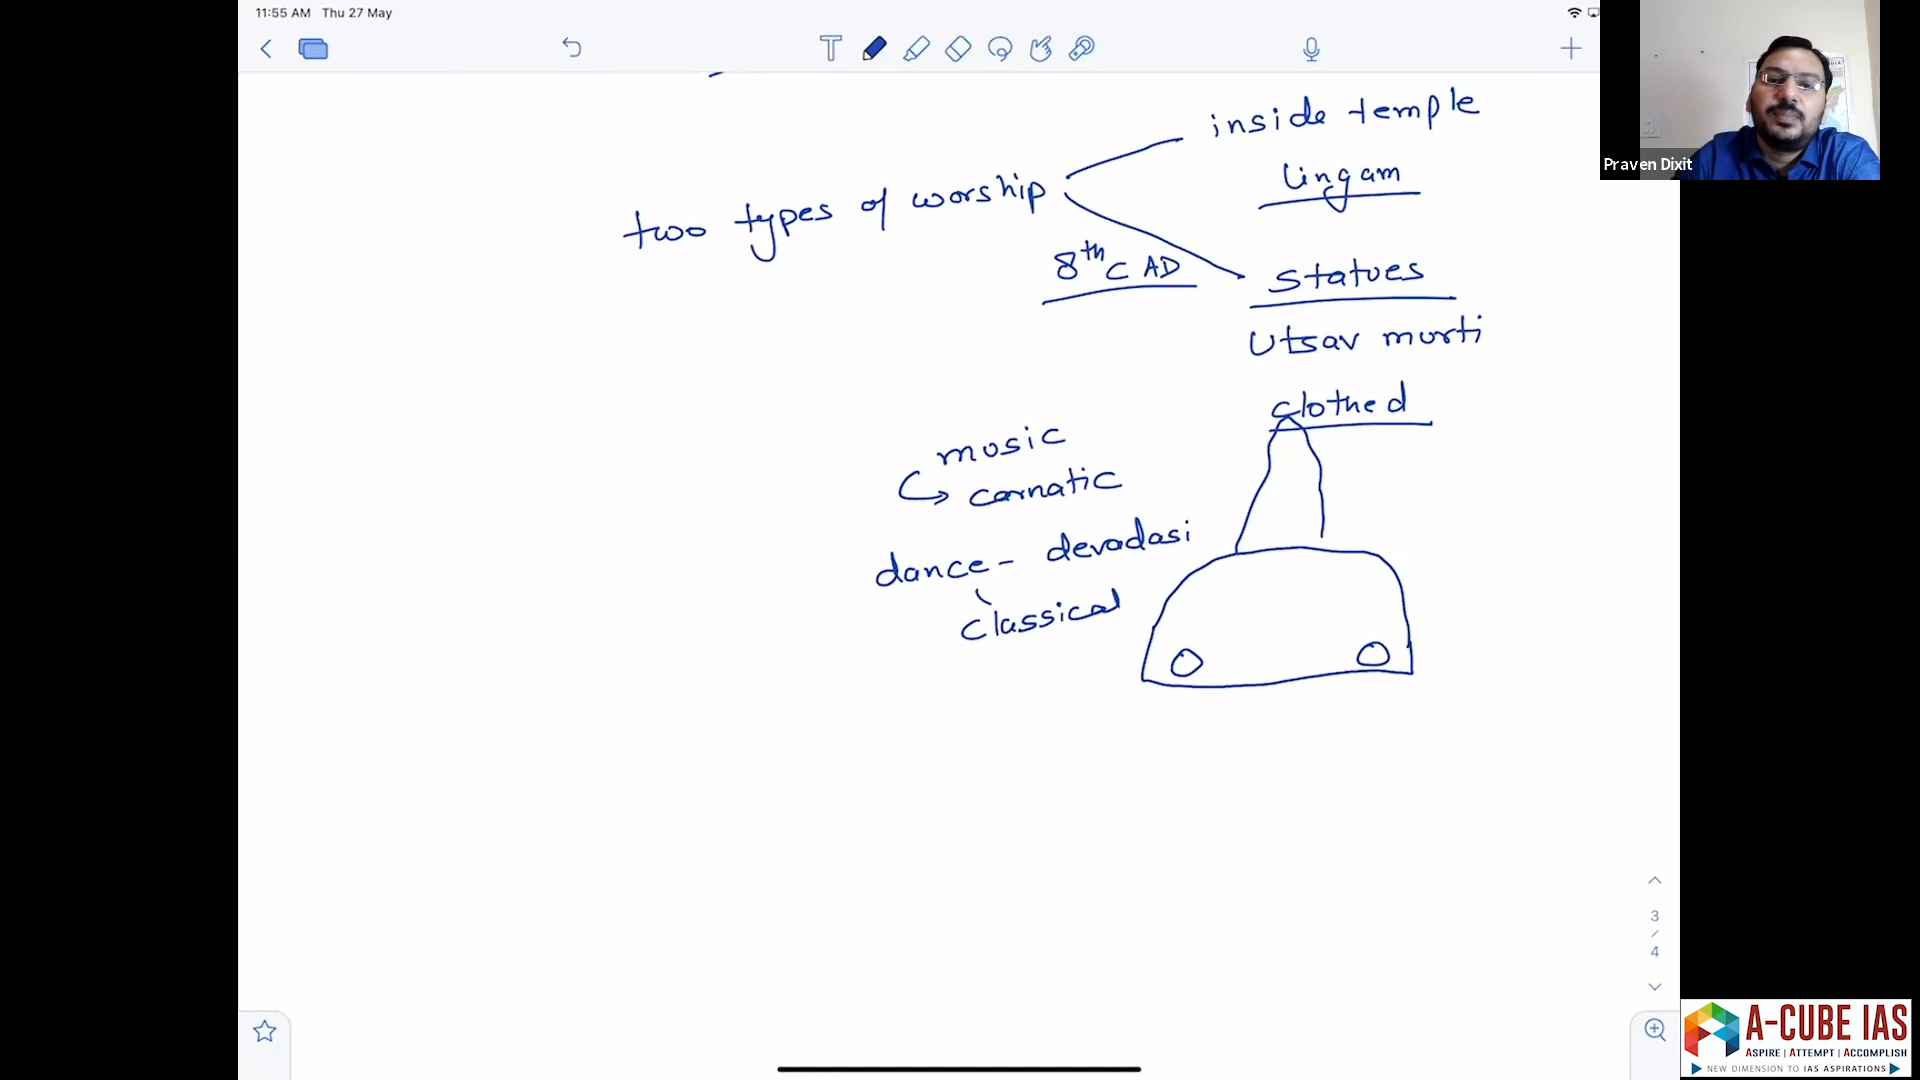 11:55 AM Thu 27 May
T
Praven Dixit
inside temple
Lingam
two types of worship
8th C AD
Statues
Utsav murti
clothed
music
carnatic
dance - devadasi
classical
3
/
4
A-CUBE IAS
ASPIRE | ATTEMPT | ACCOMPLISH
NEW DIMENSION TO IAS ASPIRATIONS